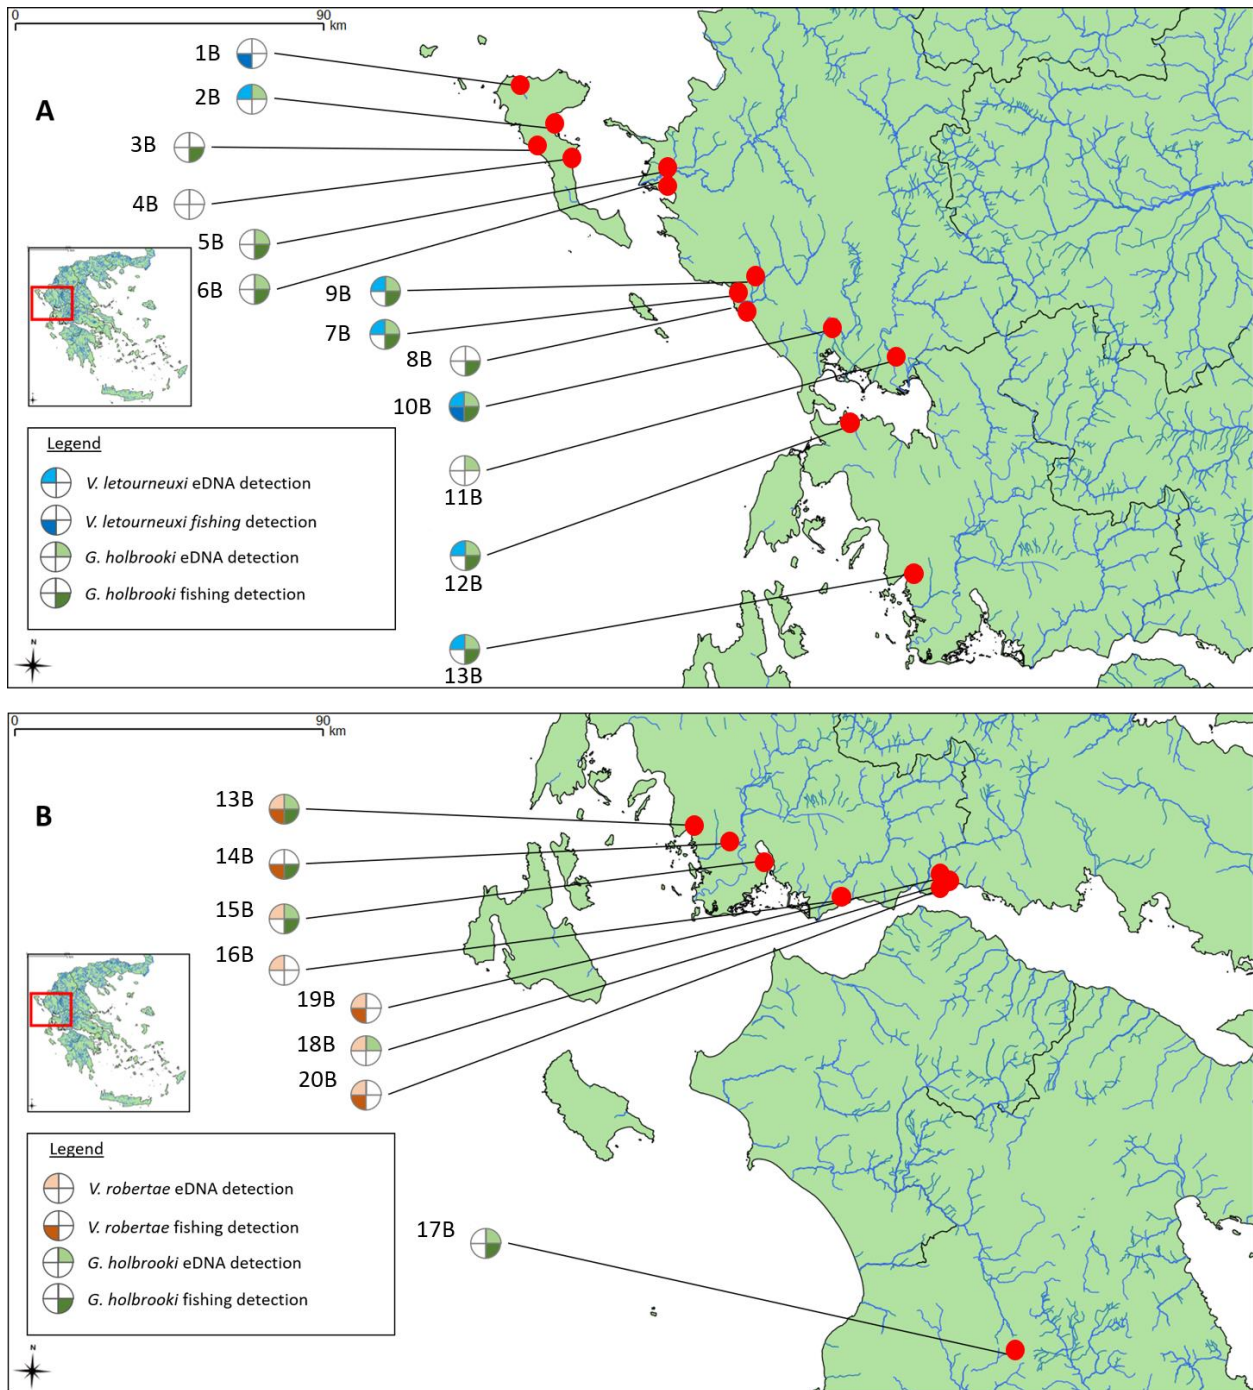 0 90
km
1B
2B
A
3B
4B
5B
6B
9B
7B
8B
10B
11B
12B
13B
Legend
V. letourneuxi eDNA detection
V. letourneuxi fishing detection
G. holbrooki eDNA detection
G. holbrooki fishing detection
N
0 90
km
13B
B
14B
15B
16B
19B
18B
20B
17B
Legend
V. robertae eDNA detection
V. robertae fishing detection
G. holbrooki eDNA detection
G. holbrooki fishing detection
N